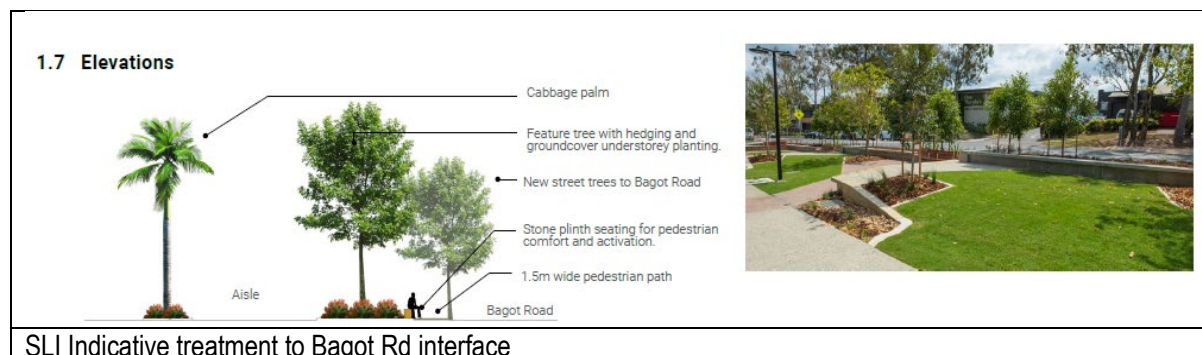 1.7 Elevations
Cabbage palm
Feature tree with hedging and
groundcover understorey planting.
New street trees to Bagot Road
Stone plinth seating for pedestrian
comfort and activation.
1.5m wide pedestrian path
Aisle
Bagot Road
SLI Indicative treatment to Bagot Rd interface